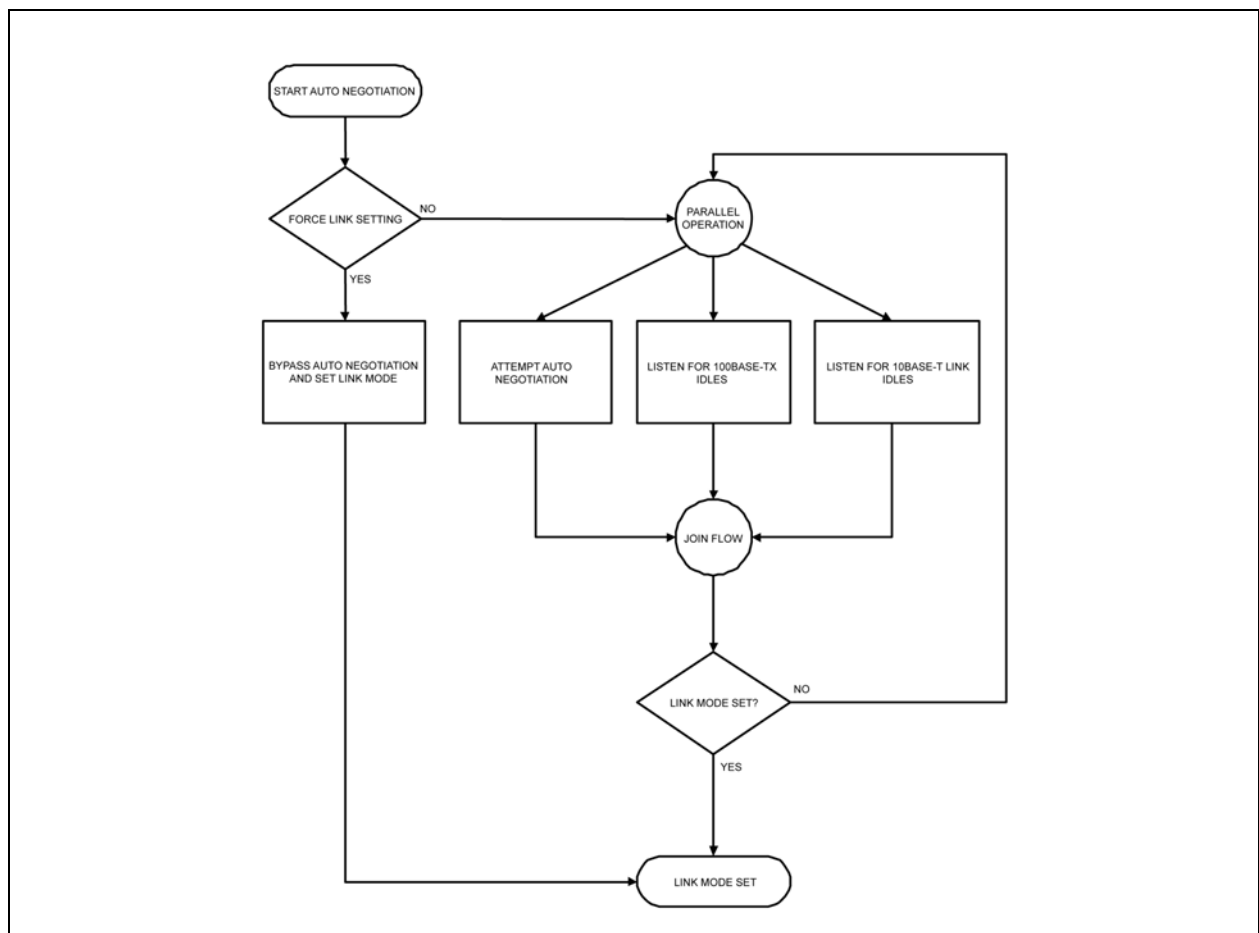 START AUTO NEGOTIATION
FORCE LINK SETTING
NO
YES
PARALLEL
OPERATION
BYPASS AUTO NEGOTIATION
AND SET LINK MODE
ATTEMPT AUTO
NEGOTIATION
LISTEN FOR 100BASE-TX
IDLES
LISTEN FOR 10BASE-T LINK
IDLES
JOIN FLOW
LINK MODE SET?
NO
YES
LINK MODE SET